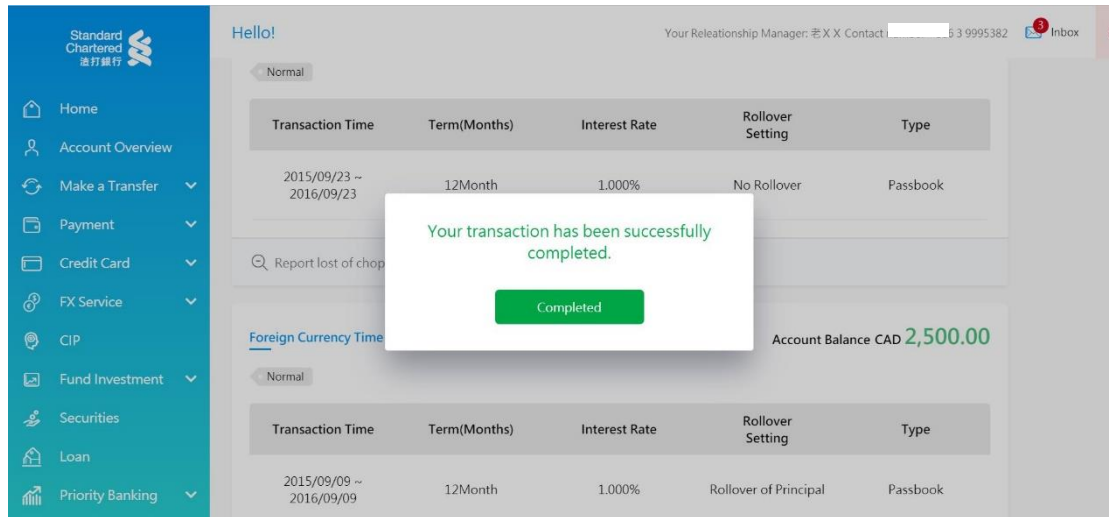 Standard
Chartered
渣打銀行
Home
Account Overview
Make a Transfer
Payment
Credit Card
FX Service
CIP
Fund Investment
Securities
Loan
Priority Banking
Hello!
Your Releationship Manager: 老XX Contact 3 9995382
3
Inbox
Normal
Transaction Time Term(Months) Interest Rate Rollover Setting Type
2015/09/23 ~
2016/09/23
12Month 1.000% No Rollover Passbook
Report lost of chop
Your transaction has been successfully
completed.
Completed
Foreign Currency Time
Account Balance CAD 2,500.00
Normal
Transaction Time Term(Months) Interest Rate Rollover Setting Type
2015/09/09 ~
2016/09/09
12Month 1.000% Rollover of Principal Passbook